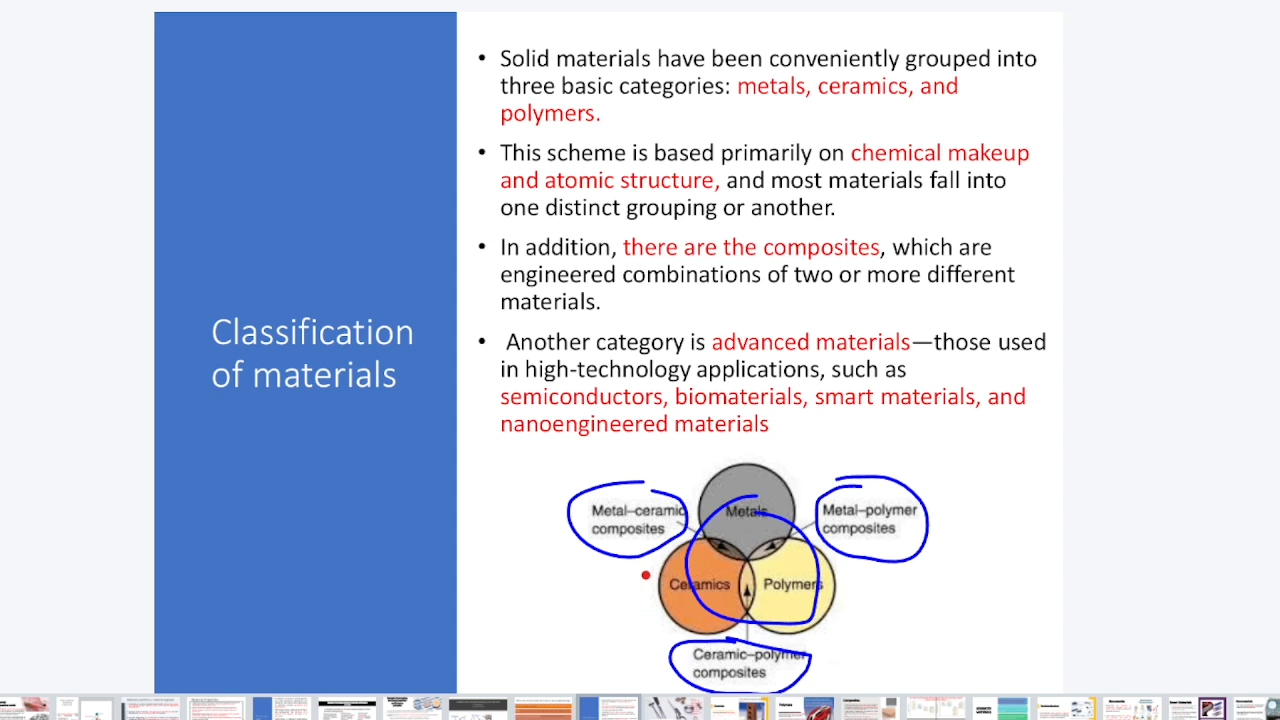 Classification
of materials
• Solid materials have been conveniently grouped into
three basic categories: metals, ceramics, and
polymers.
• This scheme is based primarily on chemical makeup
and atomic structure, and most materials fall into
one distinct grouping or another.
• In addition, there are the composites, which are
engineered combinations of two or more different
materials.
• Another category is advanced materials—those used
in high-technology applications, such as
semiconductors, biomaterials, smart materials, and
nanoengineered materials
Metal–ceramic
composites
Metals
Metal–polymer
composites
Ceramics
Polymers
Ceramic–polymer
composites